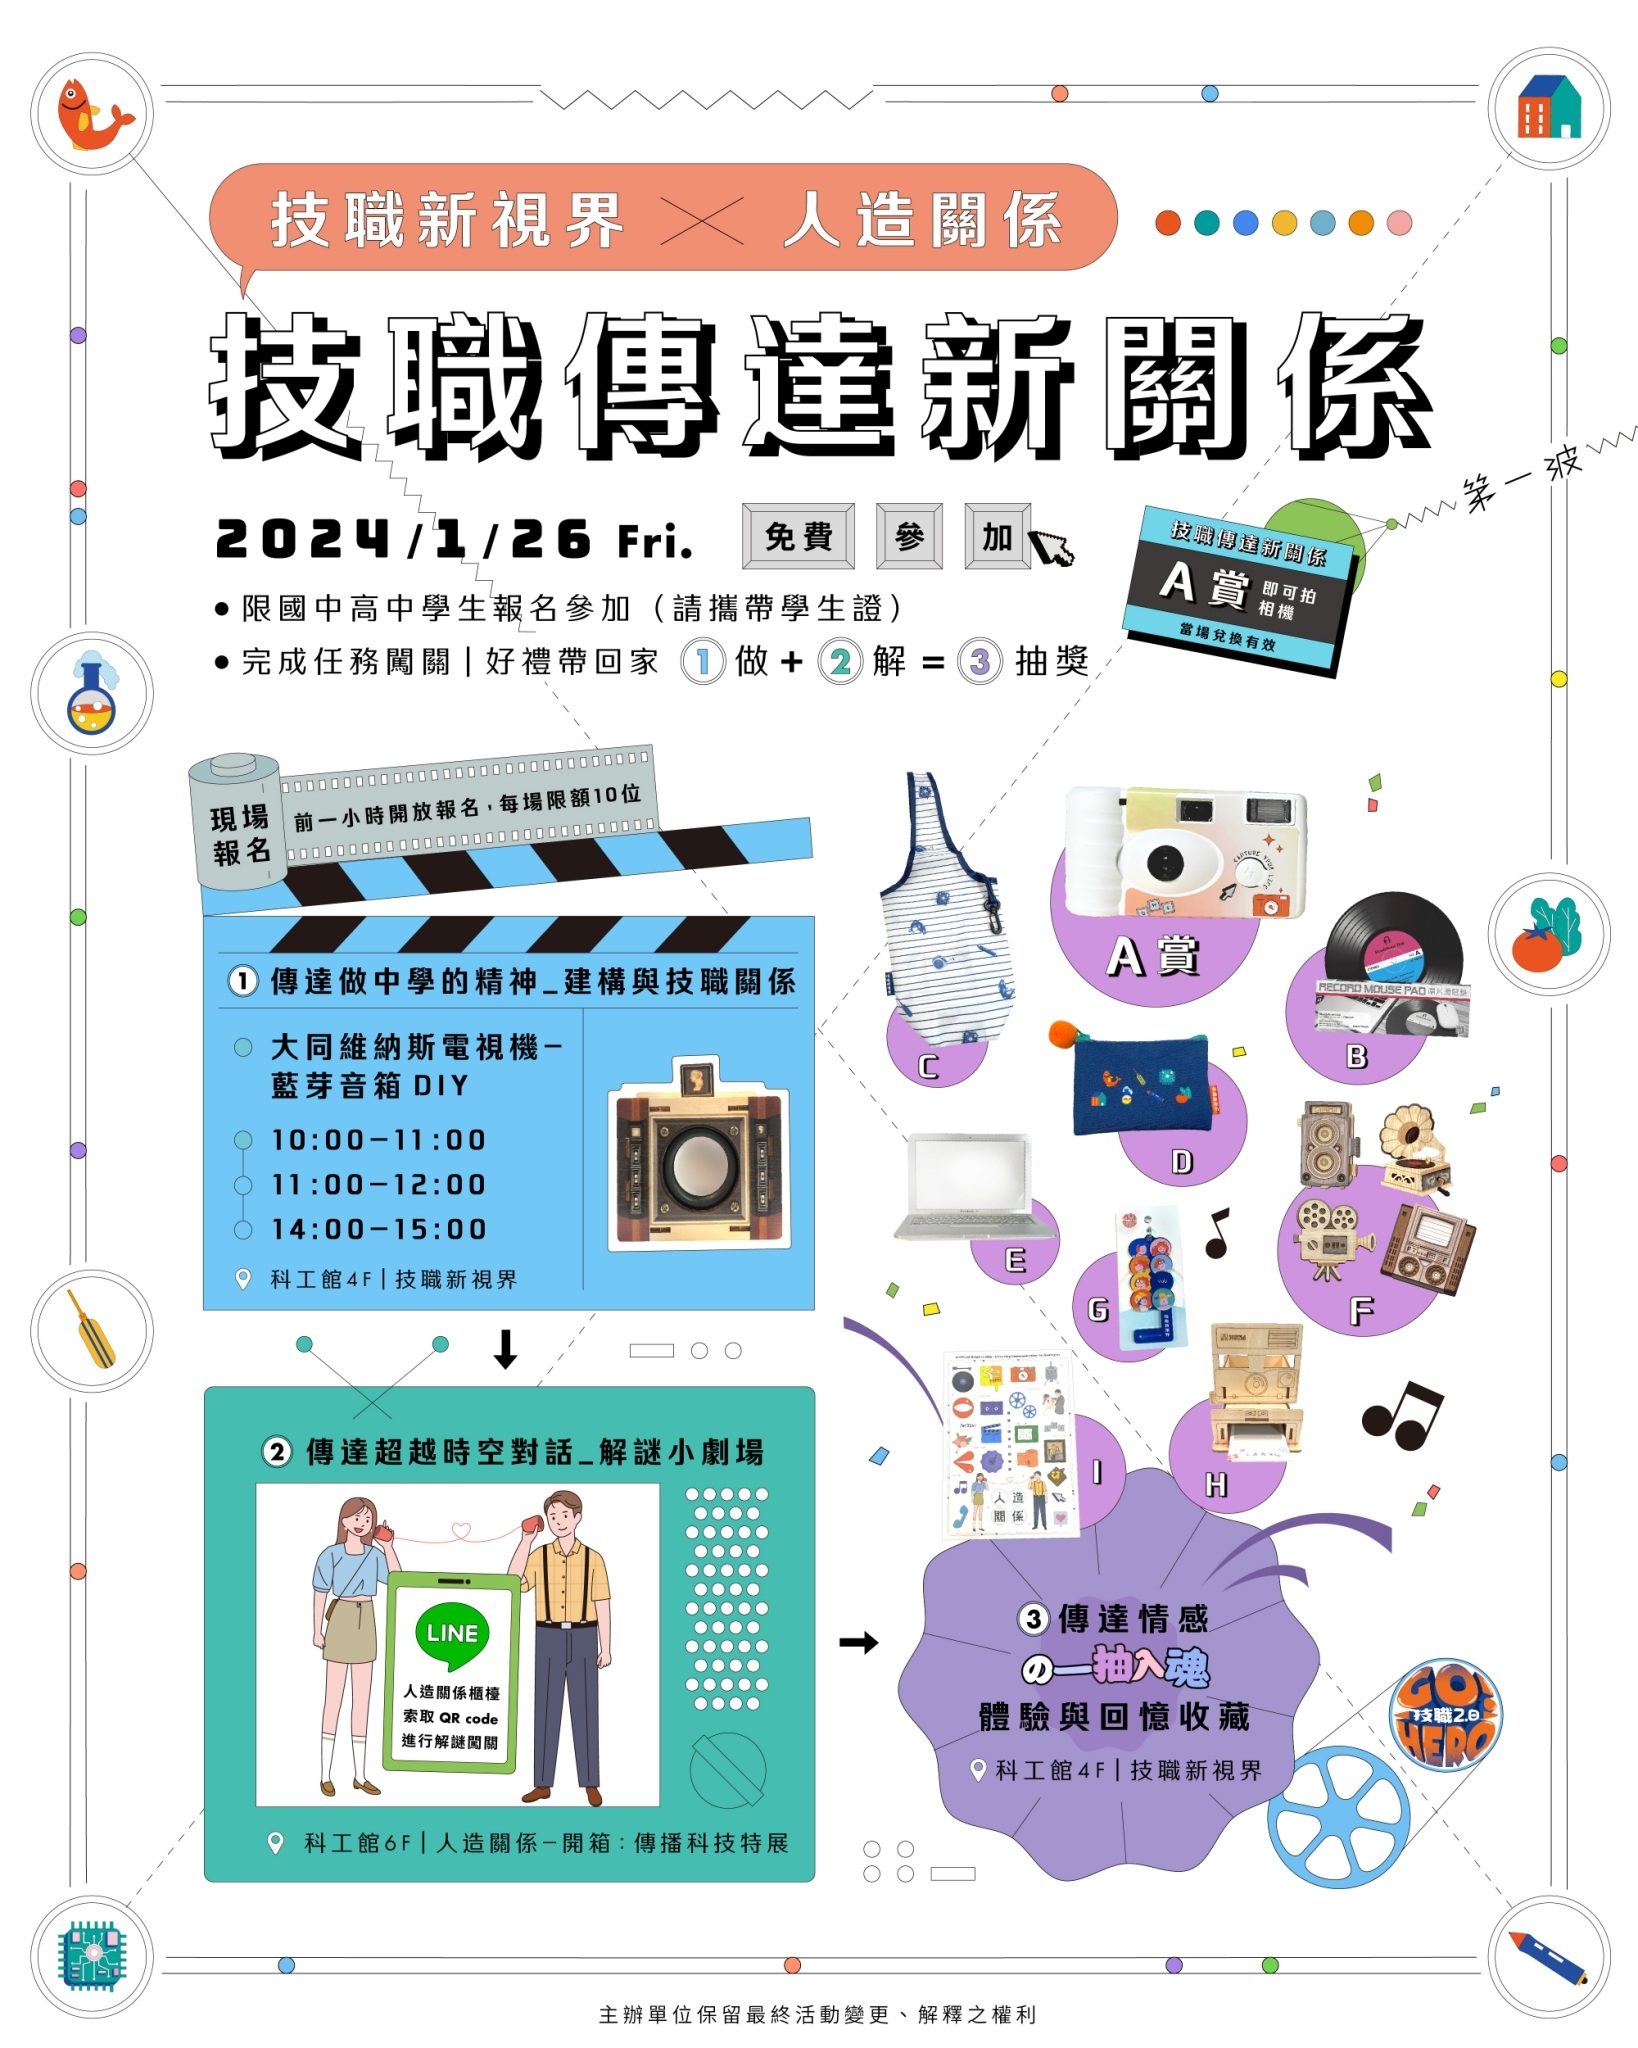 技職新視界 × 人造關係
技職傳達新關係
第一波
2024/1/26 Fri. 免費 參 加
• 限國中高中學生報名參加（請攜帶學生證）
• 完成任務闖關｜好禮帶回家 1 做 + 2 解 = 3 抽獎
技職傳達新關係
A賞 即可拍
相機
當場兌換有效
現場
報名
前一小時開放報名，每場限額10位
1 傳達做中學的精神_建構與技職關係
大同維納斯電視機－
藍芽音箱 DIY
10:00－11:00
11:00－12:00
14:00－15:00
科工館4F｜技職新視界
CAPTURE YOUR LIFE
A賞
RECORD MOUSE PAD
B
C
D
E
F
G
H
I
人造
關係
2 傳達超越時空對話_解謎小劇場
LINE
人造關係櫃檯
索取 QR code
進行解謎闖關
科工館6F｜人造關係－開箱：傳播科技特展
3 傳達情感
の一抽入魂
體驗與回憶收藏
科工館4F｜技職新視界
GO!
技職2.0
HERO
主辦單位保留最終活動變更、解釋之權利